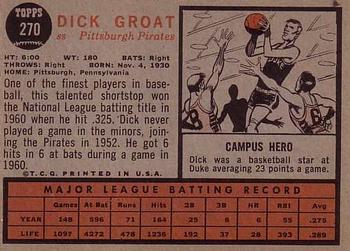 TOPPS
270
DICK GROAT
ss Pittsburgh Pirates
HT: 6:00 WT: 180 BATS: Right
THROWS: Right BORN: Nov. 4, 1930
HOME: Pittsburgh, Pennsylvania
One of the finest players in base-
ball, this talented shortstop won
the National League batting title in
1960 when he hit .325. Dick never
played a game in the minors, join-
ing the Pirates in 1952. He got 6
hits in 6 at bats during a game in
1960.
©T.C.G. PRINTED IN U.S.A.
CAMPUS HERO
Dick was a basketball star at
Duke averaging 23 points a game.
MAJOR LEAGUE BATTING RECORD
Games At Bat Runs Hits 2B 3B HR RBI Avg.
YEAR 148 596 71 164 25 6 6 55 .275
LIFE 1097 4272 489 1236 192 37 28 393 .289